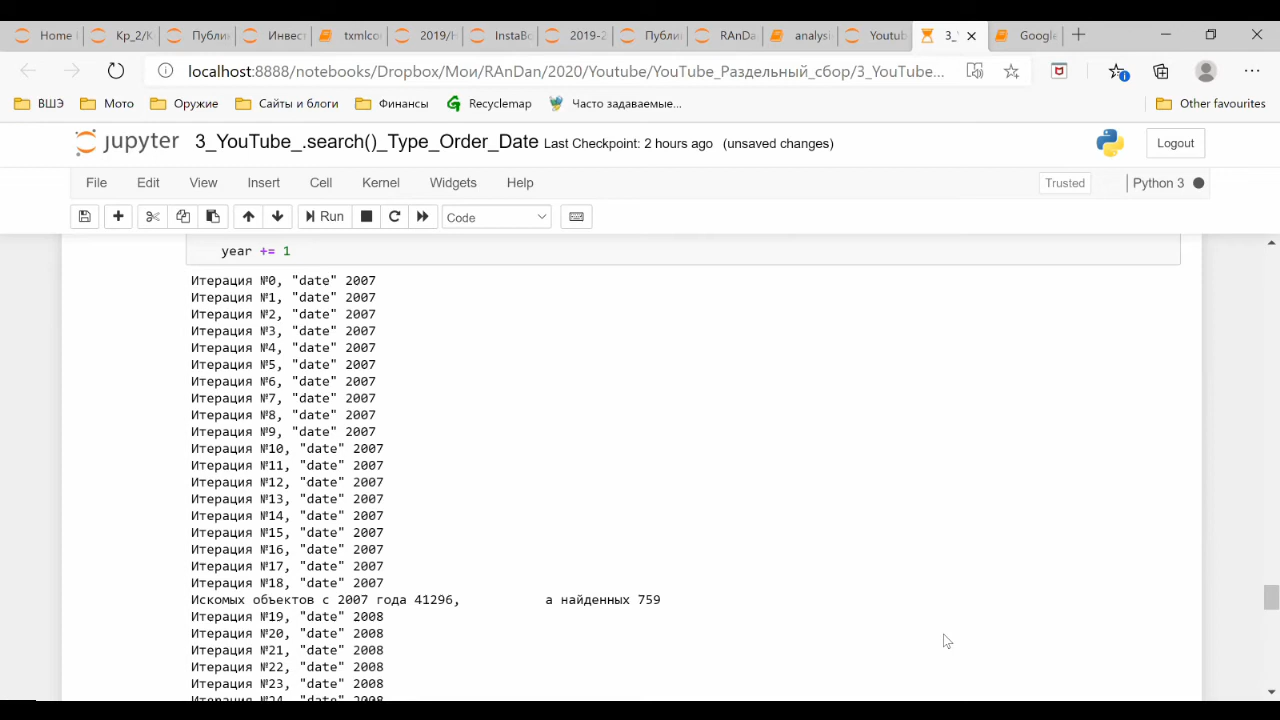 Home
Кр_2/К
Публи
Инвест
txmlcor
2019/Н
InstaBo
2019-2
Публи
RAnDa
analysi
Youtub
3_
Google
localhost:8888/notebooks/Dropbox/Мои/RAnDan/2020/Youtube/YouTube_Раздельный_сбор/3_YouTube...
ВШЭ Мото Оружие Сайты и блоги Финансы Recyclemap Часто задаваемые... Other favourites
jupyter 3_YouTube_.search()_Type_Order_Date Last Checkpoint: 2 hours ago (unsaved changes) Logout
File Edit View Insert Cell Kernel Widgets Help Trusted Python 3
Run Code
year += 1
Итерация №0, "date" 2007
Итерация №1, "date" 2007
Итерация №2, "date" 2007
Итерация №3, "date" 2007
Итерация №4, "date" 2007
Итерация №5, "date" 2007
Итерация №6, "date" 2007
Итерация №7, "date" 2007
Итерация №8, "date" 2007
Итерация №9, "date" 2007
Итерация №10, "date" 2007
Итерация №11, "date" 2007
Итерация №12, "date" 2007
Итерация №13, "date" 2007
Итерация №14, "date" 2007
Итерация №15, "date" 2007
Итерация №16, "date" 2007
Итерация №17, "date" 2007
Итерация №18, "date" 2007
Искомых объектов с 2007 года 41296, а найденных 759
Итерация №19, "date" 2008
Итерация №20, "date" 2008
Итерация №21, "date" 2008
Итерация №22, "date" 2008
Итерация №23, "date" 2008
Итерация №24, "date" 2008